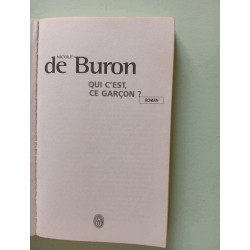 NICOLE
de Buron
QUI C'EST,
CE GARÇON ?
ROMAN